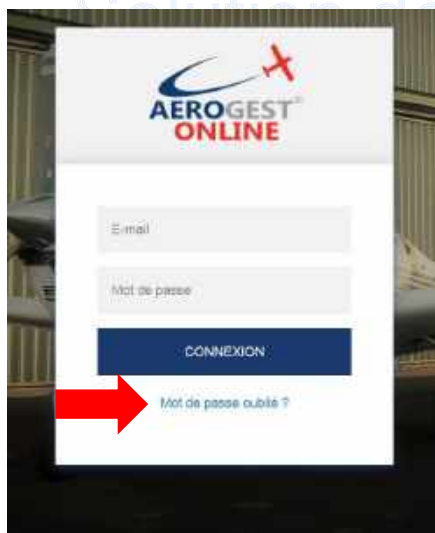 AEROGEST®
ONLINE
E-mail
Mot de passe
CONNEXION
Mot de passe oublié ?